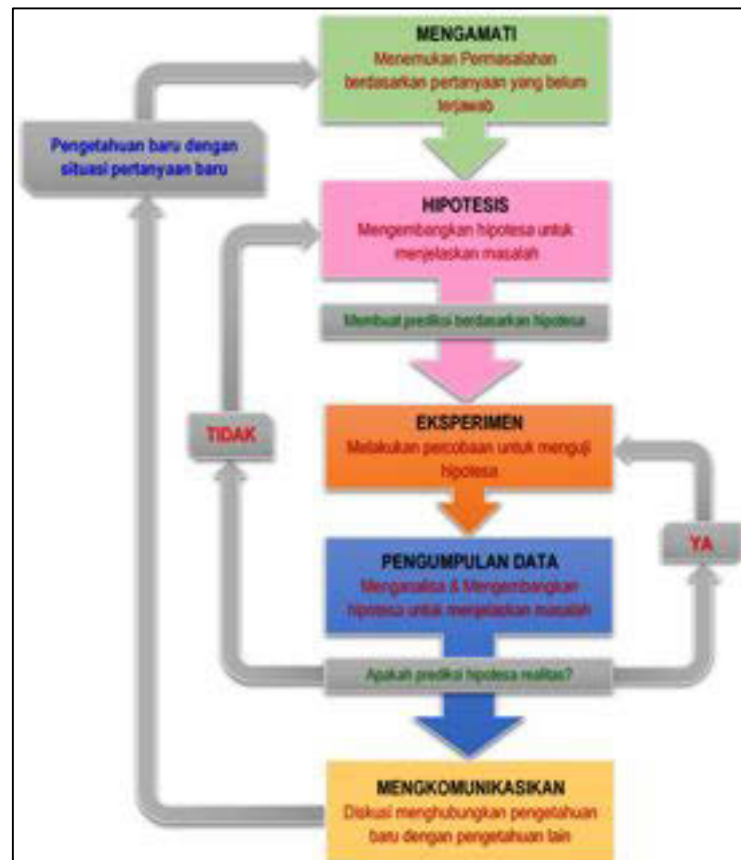 MENGAMATI
Menemukan Permasalahan
berdasarkan pertanyaan yang belum
terjawab
Pengetahuan baru dengan
situasi pertanyaan baru
HIPOTESIS
Mengembangkan hipotesa untuk
menjelaskan masalah
Membuat prediksi berdasarkan hipotesa
TIDAK
EKSPERIMEN
Melakukan percobaan untuk menguji
hipotesa
YA
PENGUMPULAN DATA
Menganalisa & Mengembangkan
hipotesa untuk menjelaskan masalah
Apakah prediksi hipotesa realitas?
MENGKOMUNIKASIKAN
Diskusi menghubungkan pengetahuan
baru dengan pengetahuan lain